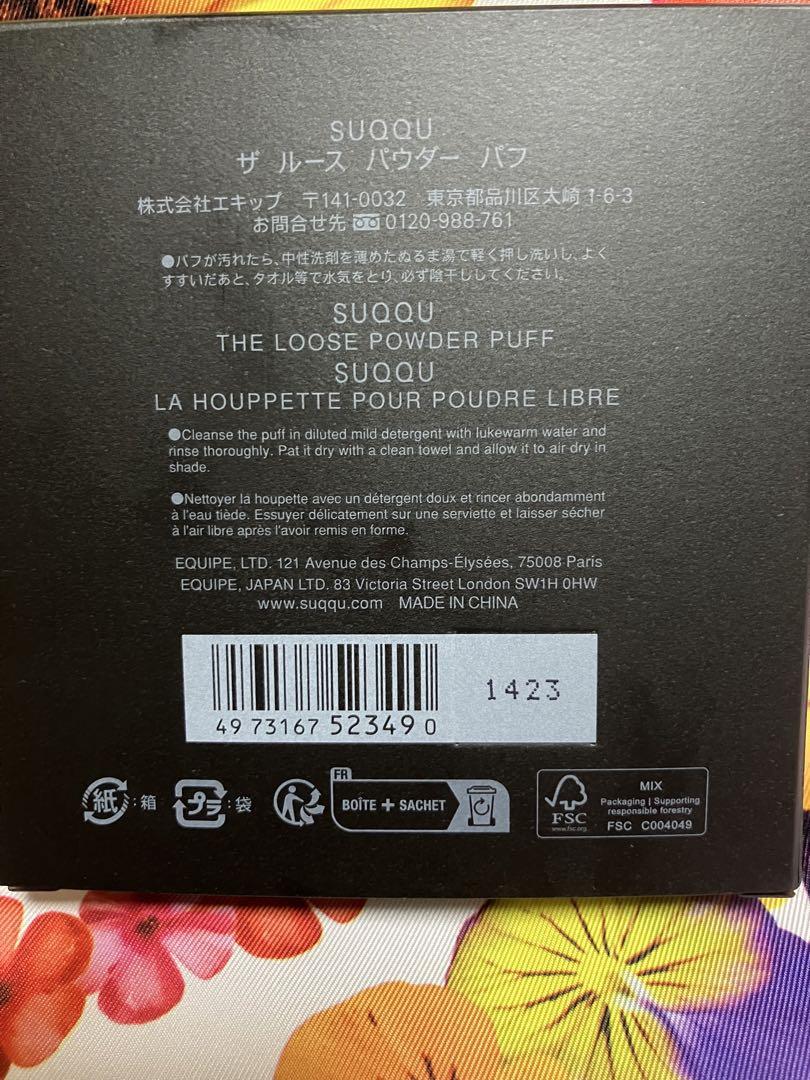 SUQQU
ザ ルース パウダー パフ
株式会社エキップ 〒141-0032 東京都品川区大崎 1-6-3
お問合せ先 0120-988-761
●パフが汚れたら、中性洗剤を薄めたぬるま湯で軽く押し洗いし、よく
すすいだあと、タオル等で水気をとり、必ず陰干ししてください。
SUQQU
THE LOOSE POWDER PUFF
SUQQU
LA HOUPPETTE POUR POUDRE LIBRE
●Cleanse the puff in diluted mild detergent with lukewarm water and
rinse thoroughly. Pat it dry with a clean towel and allow it to air dry in
shade.
●Nettoyer la houpette avec un détergent doux et rincer abondamment
à l'eau tiède. Essuyer délicatement sur une serviette et laisser sécher
à l'air libre après l'avoir remis en forme.
EQUIPE, LTD. 121 Avenue des Champs-Élysées, 75008 Paris
EQUIPE, JAPAN LTD. 83 Victoria Street London SW1H 0HW
www.suqqu.com MADE IN CHINA
1423
49 73167 52349 0
紙:箱
プラ:袋
FR
BOÎTE + SACHET
FSC
www.fsc.org
MIX
Packaging | Supporting
responsible forestry
FSC C004049